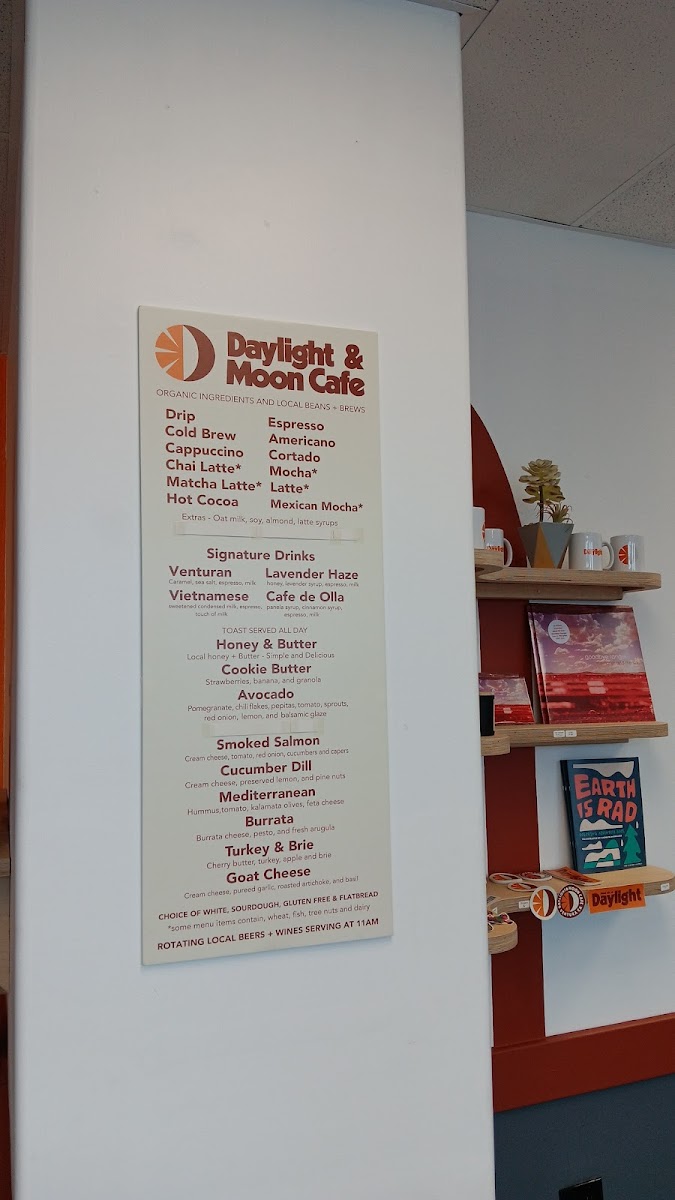 Daylight &
Moon Cafe
ORGANIC INGREDIENTS AND LOCAL BEANS + BREWS
Drip
Cold Brew
Cappuccino
Chai Latte*
Matcha Latte*
Hot Cocoa
Espresso
Americano
Cortado
Mocha*
Latte*
Mexican Mocha*
Extras - Oat milk, soy, almond, latte syrups
Signature Drinks
Venturan
Caramel, sea salt, espresso, milk
Lavender Haze
honey, lavender syrup, espresso, milk
Vietnamese
sweetened condensed milk, espresso,
touch of milk
Cafe de Olla
panela syrup, cinnamon syrup,
espresso, milk
TOAST SERVED ALL DAY
Honey & Butter
Local honey + Butter - Simple and Delicious
Cookie Butter
Strawberries, banana, and granola
Avocado
Pomegranate, chili flakes, pepitas, tomato, sprouts,
red onion, lemon, and balsamic glaze
Smoked Salmon
Cream cheese, tomato, red onion, cucumbers and capers
Cucumber Dill
Cream cheese, preserved lemon, and pine nuts
Mediterranean
Hummus,tomato, kalamata olives, feta cheese
Burrata
Burrata cheese, pesto, and fresh arugula
Turkey & Brie
Cherry butter, turkey, apple and brie
Goat Cheese
Cream cheese, pureed garlic, roasted artichoke, and basil
CHOICE OF WHITE, SOURDOUGH, GLUTEN FREE & FLATBREAD
*some menu items contain, wheat, fish, tree nuts and dairy
ROTATING LOCAL BEERS + WINES SERVING AT 11AM
Daylight
EARTH
IS RAD
Daylight